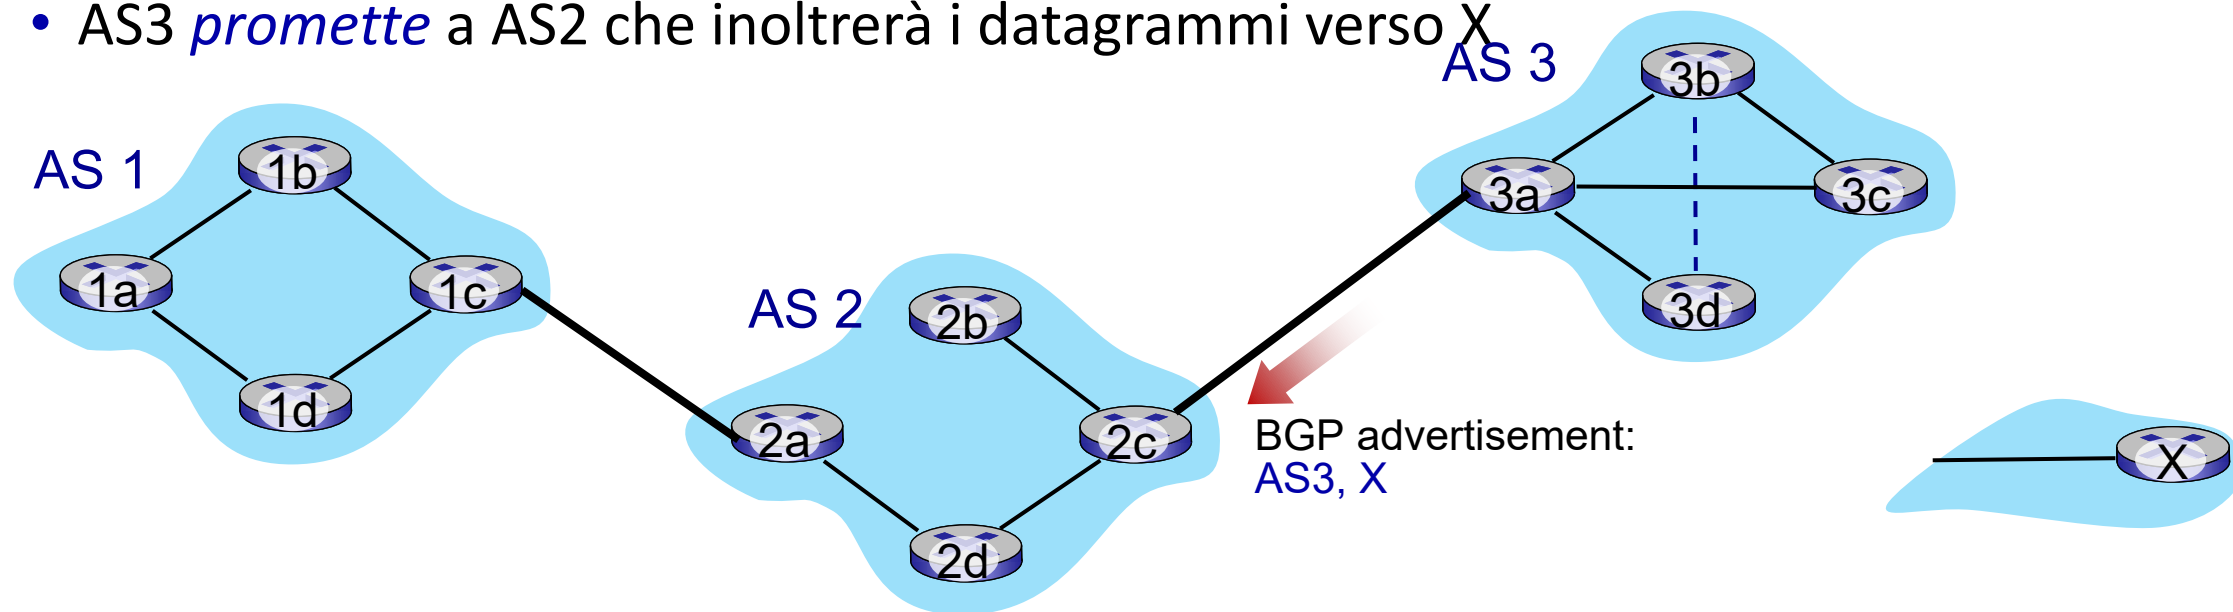 • AS3 promette a AS2 che inoltrerà i datagrammi verso X
AS 3
3b
AS 1
1b
3a
3c
1a
1c
AS 2
2b
3d
1d
2a
2c
BGP advertisement:
AS3, X
X
2d